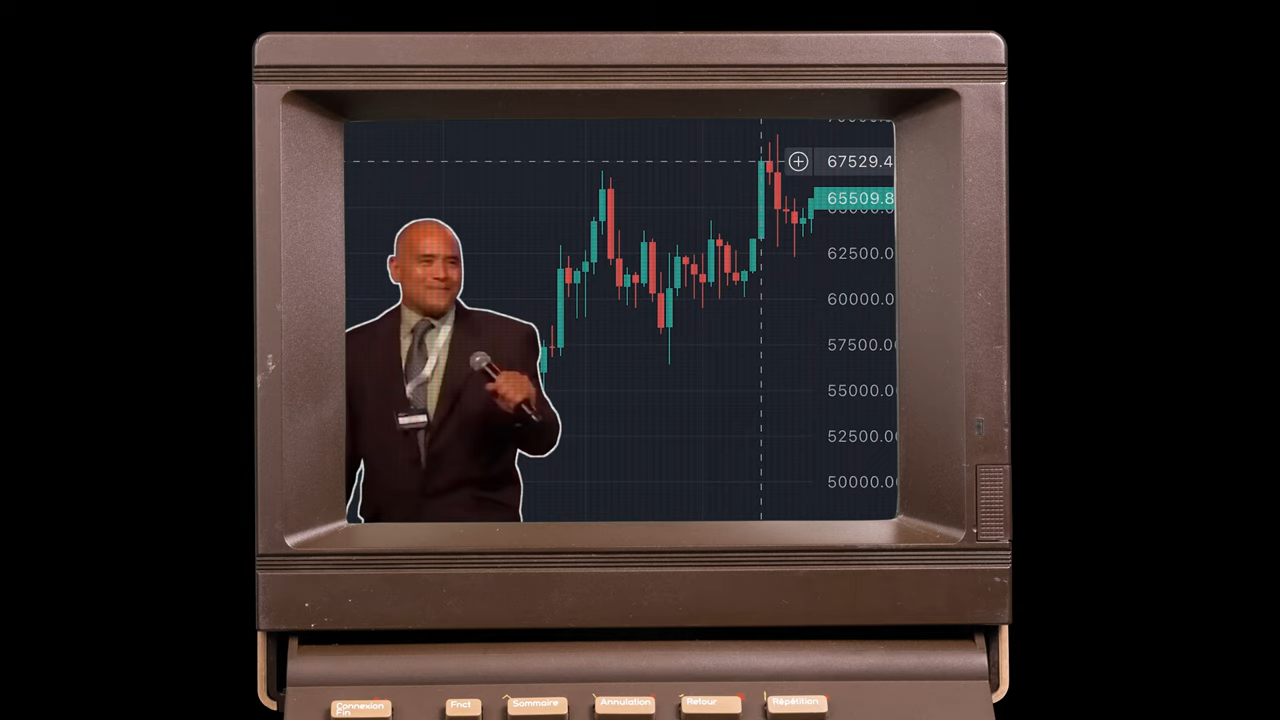 67529.4
65509.8
62500.0
60000.0
57500.0
55000.0
52500.0
50000.0
Connexion
Fin
Fnct
Sommaire
Annulation
Retour
Répétition